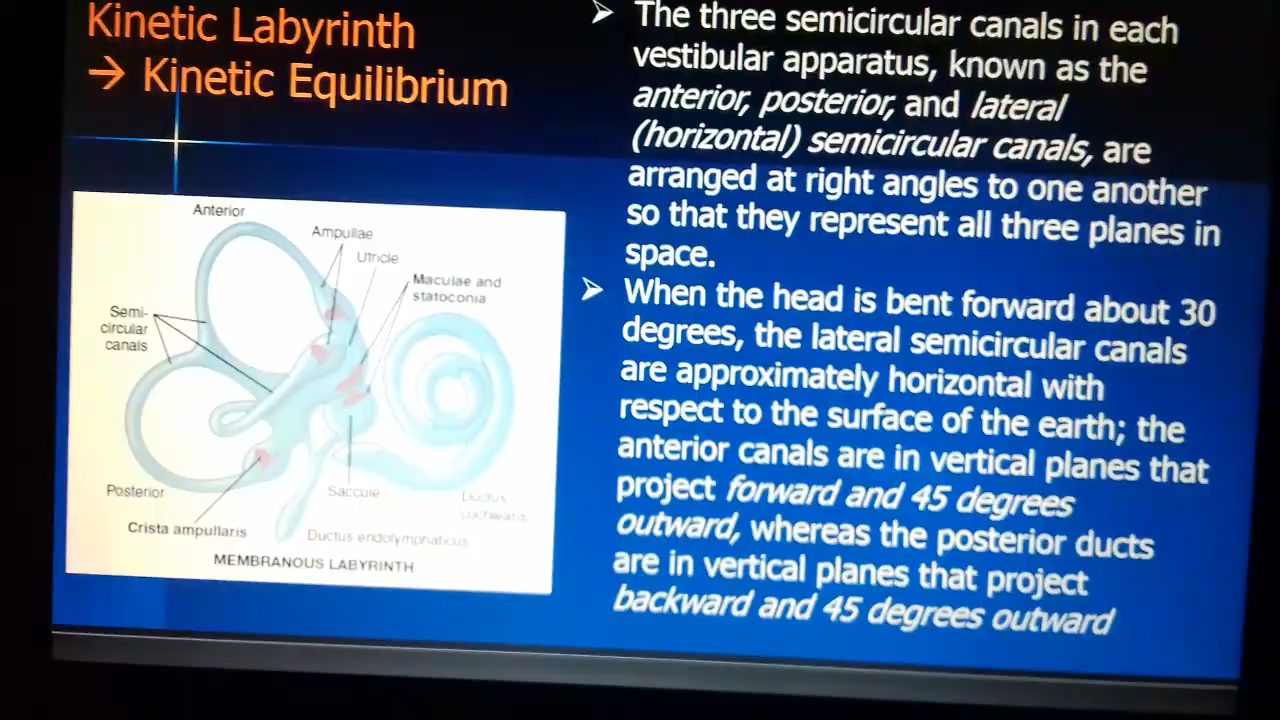 Kinetic Labyrinth
→ Kinetic Equilibrium
➢ The three semicircular canals in each
vestibular apparatus, known as the
anterior, posterior, and lateral
(horizontal) semicircular canals, are
arranged at right angles to one another
so that they represent all three planes in
space.
➢ When the head is bent forward about 30
degrees, the lateral semicircular canals
are approximately horizontal with
respect to the surface of the earth; the
anterior canals are in vertical planes that
project forward and 45 degrees
outward, whereas the posterior ducts
are in vertical planes that project
backward and 45 degrees outward
Anterior
Ampullae
Utricle
Maculae and
statoconia
Semi-
circular
canals
Posterior
Saccule
Ductus
cochlearis
Crista ampullaris
Ductus endolymphaticus
MEMBRANOUS LABYRINTH